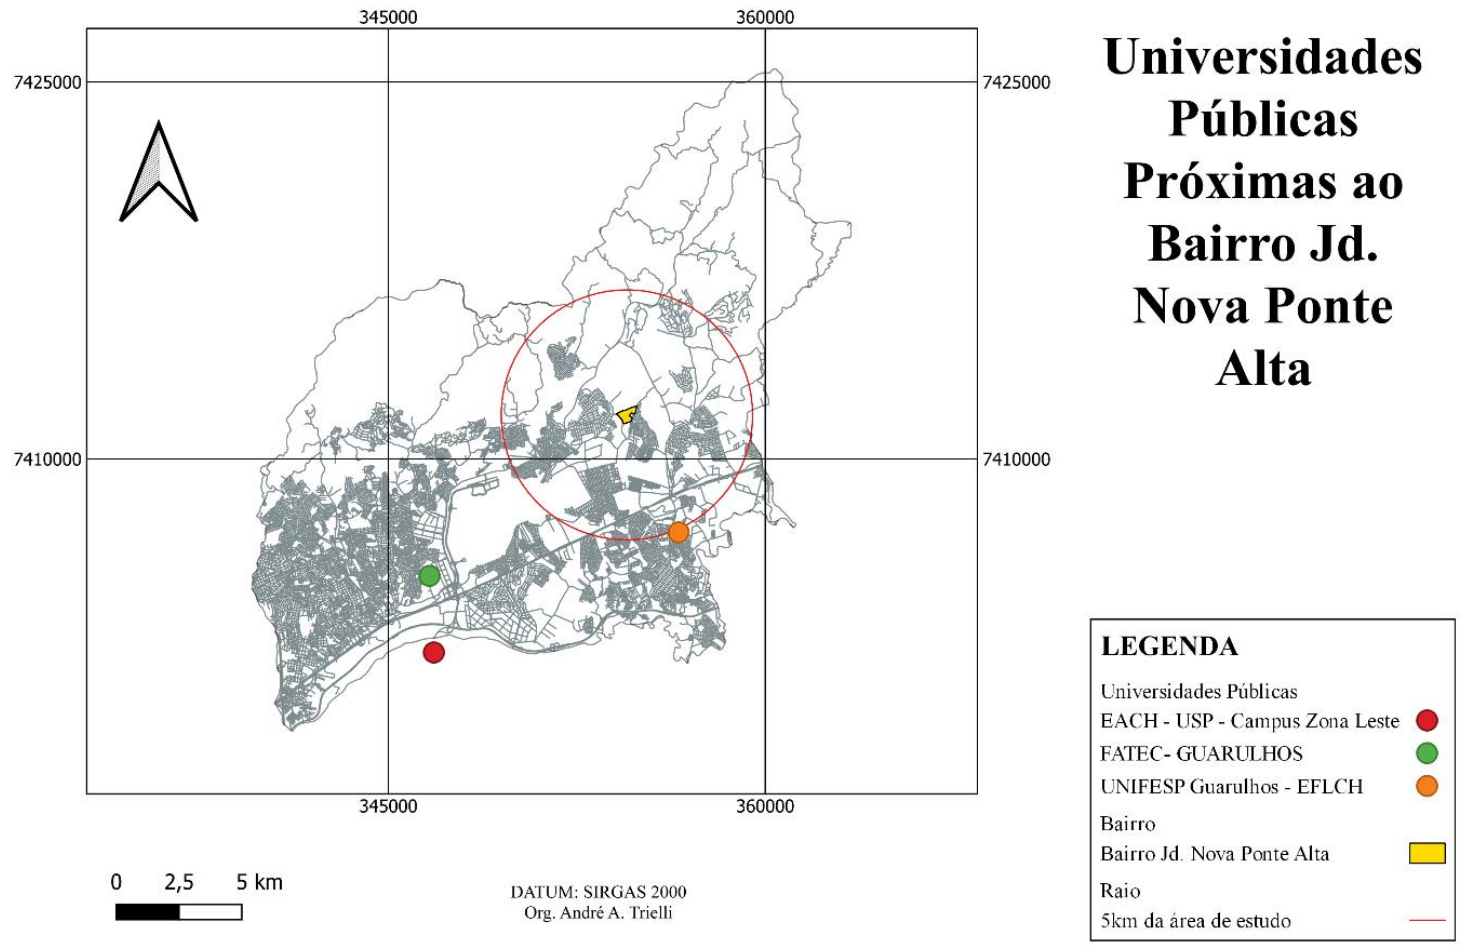 345000
360000
7425000
7425000
Universidades
Públicas
Próximas ao
Bairro Jd.
Nova Ponte
Alta
7410000
7410000
345000
360000
LEGENDA
Universidades Públicas
EACH - USP - Campus Zona Leste
FATEC- GUARULHOS
UNIFESP Guarulhos - EFLCH
Bairro
Bairro Jd. Nova Ponte Alta
Raio
5km da área de estudo
0 2,5 5 km
DATUM: SIRGAS 2000
Org. André A. Trielli